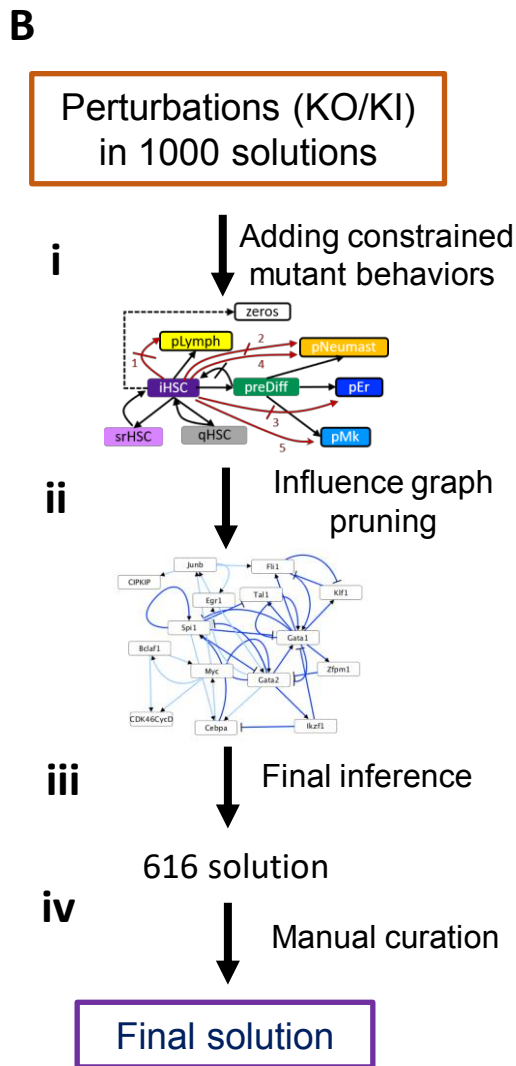 B
Perturbations (KO/KI)
in 1000 solutions
i
Adding constrained
mutant behaviors
zeros
pLymph
2
pNeumast
1
4
iHSC
preDiff
pEr
3
srHSC
qHSC
5
pMk
ii
Influence graph
pruning
Junb
Fli1
CIPKIP
Egr1
Tal1
Klf1
Spi1
Gata1
Bclaf1
Myc
Gata2
Zfpm1
CDK46CycD
Cebpa
Ikzf1
iii
Final inference
616 solution
iv
Manual curation
Final solution